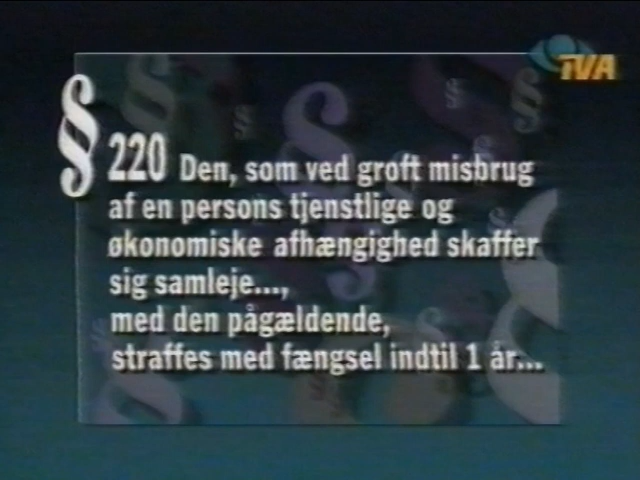 TVA
§ 220 Den, som ved groft misbrug
af en persons tjenstlige og
økonomiske afhængighed skaffer
sig samleje...,
med den pågældende,
straffes med fængsel indtil 1 år...